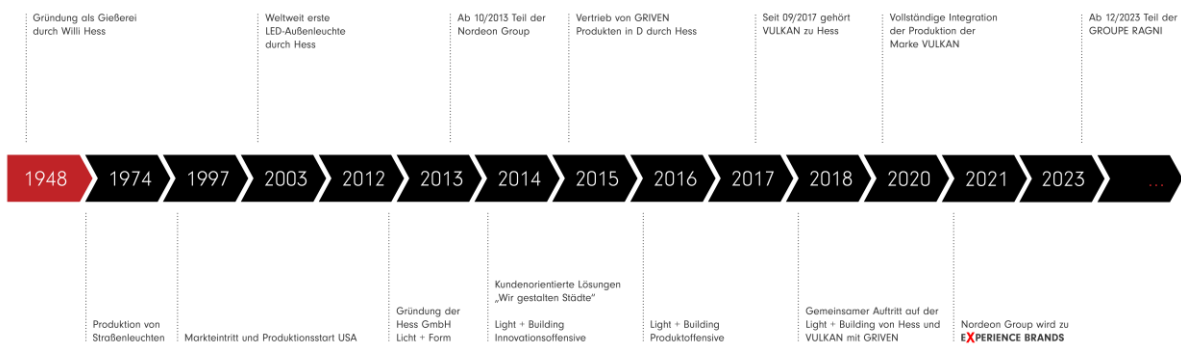 Gründung als Gießerei
durch Willi Hess
Weltweit erste
LED-Außenleuchte
durch Hess
Ab 10/2013 Teil der
Nordeon Group
Vertrieb von GRIVEN
Produkten in D durch Hess
Seit 09/2017 gehört
VULKAN zu Hess
Vollständige Integration
der Produktion der
Marke VULKAN
Ab 12/2023 Teil der
GROUPE RAGNI
1948 1974 1997 2003 2012 2013 2014 2015 2016 2017 2018 2020 2021 2023 ...
Produktion von
Straßenleuchten
Markteintritt und Produktionsstart USA
Gründung der
Hess GmbH
Licht + Form
Kundenorientierte Lösungen
„Wir gestalten Städte“
Light + Building
Innovationsoffensive
Light + Building
Produktoffensive
Gemeinsamer Auftritt auf der
Light + Building von Hess und
VULKAN mit GRIVEN
Nordeon Group wird zu
EXPERIENCE BRANDS